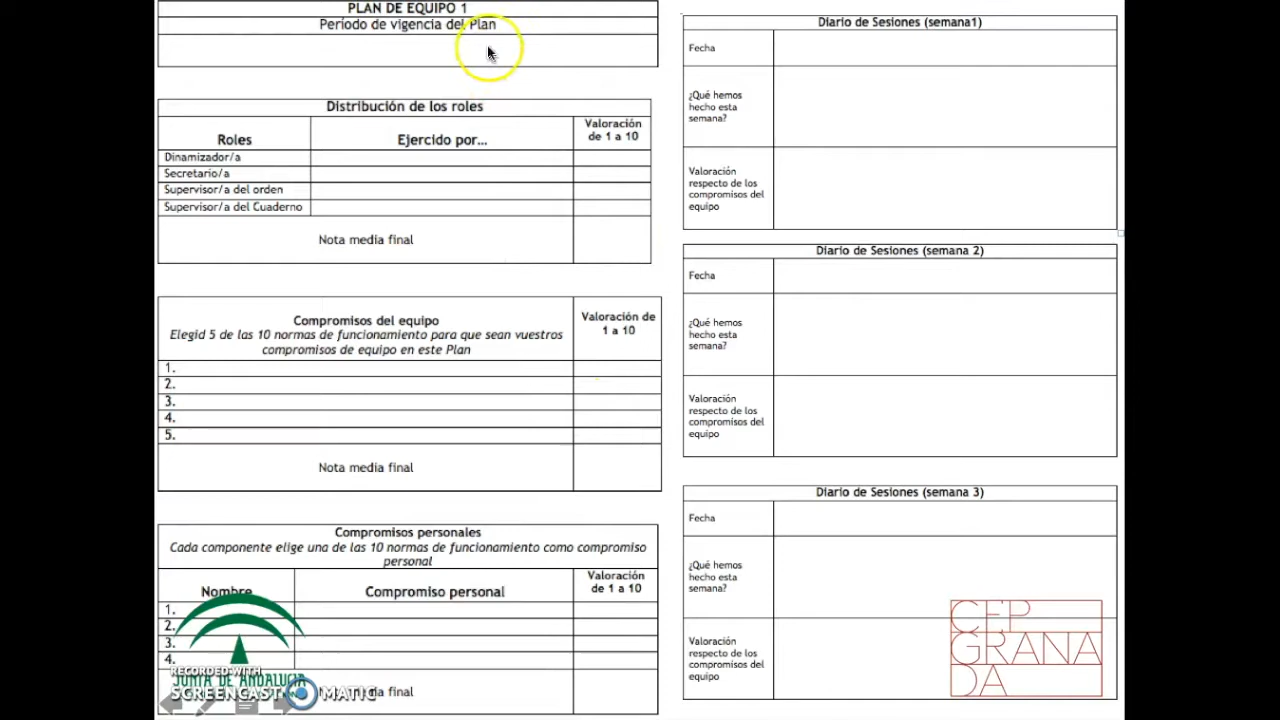 PLAN DE EQUIPO 1
Período de vigencia del Plan
Distribución de los roles
Roles
Ejercido por...
Valoración
de 1 a 10
Dinamizador/a
Secretario/a
Supervisor/a del orden
Supervisor/a del Cuaderno
Nota media final
Compromisos del equipo
Elegid 5 de las 10 normas de funcionamiento para que sean vuestros
compromisos de equipo en este Plan
Valoración de
1 a 10
1.
2.
3.
4.
5.
Nota media final
Compromisos personales
Cada componente elige una de las 10 normas de funcionamiento como compromiso
personal
Nombre
Compromiso personal
Valoración
de 1 a 10
1.
2.
3.
4.
media final
JUNTA DE ANDALUCIA
RECORDED WITH
SCREENCAST MATIC
Diario de Sesiones (semana1)
Fecha
¿Qué hemos
hecho esta
semana?
Valoración
respecto de los
compromisos del
equipo
Diario de Sesiones (semana 2)
Fecha
¿Qué hemos
hecho esta
semana?
Valoración
respecto de los
compromisos del
equipo
Diario de Sesiones (semana 3)
Fecha
¿Qué hemos
hecho esta
semana?
Valoración
respecto de los
compromisos del
equipo
CEP
GRANA
DA